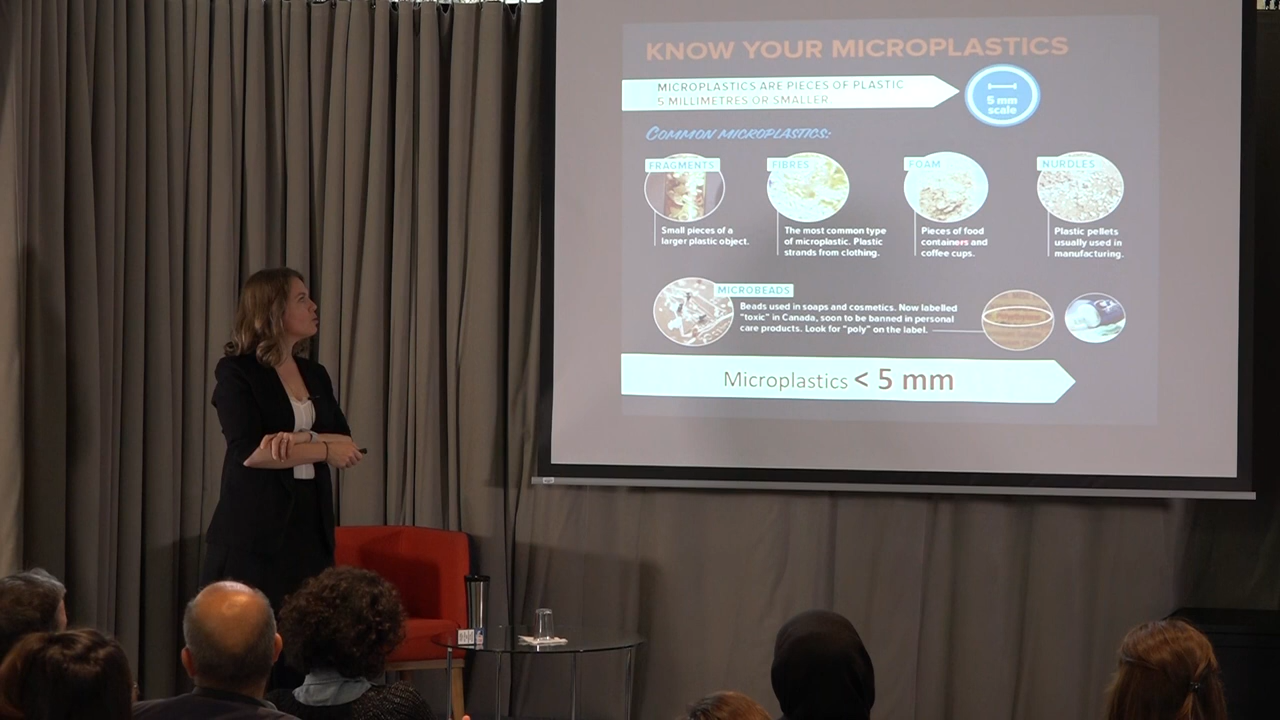 KNOW YOUR MICROPLASTICS
MICROPLASTICS ARE PIECES OF PLASTIC
5 MILLIMETRES OR SMALLER.
5 mm
scale
COMMON MICROPLASTICS:
FRAGMENTS
FIBRES
FOAM
NURDLES
Small pieces of a
larger plastic object.
The most common type
of microplastic. Plastic
strands from clothing.
Pieces of food
containers and
coffee cups.
Plastic pellets
usually used in
manufacturing.
MICROBEADS
Beads used in soaps and cosmetics. Now labelled
"toxic" in Canada, soon to be banned in personal
care products. Look for "poly" on the label.
Microplastics < 5 mm